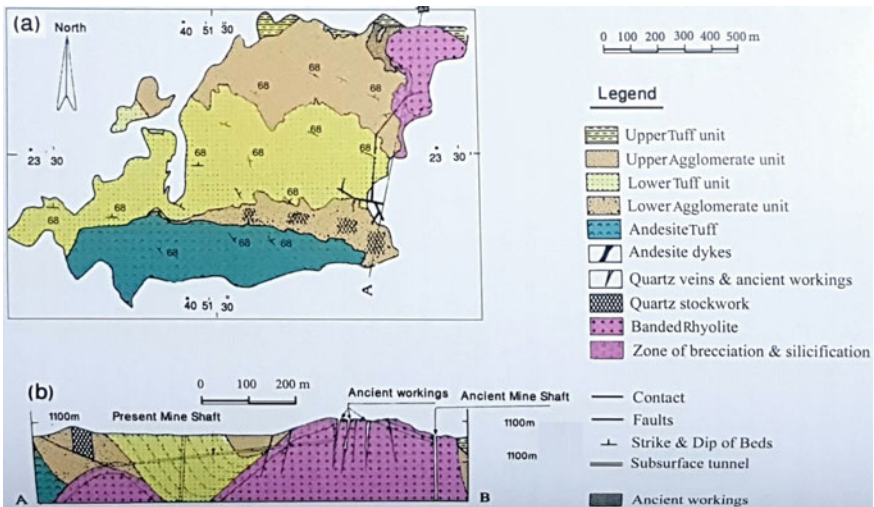 (a)
North
40 51 30
B
0 100 200 300 400 500 m
Legend
Upper Tuff unit
Upper Agglomerate unit
Lower Tuff unit
Lower Agglomerate unit
Andesite Tuff
Andesite dykes
Quartz veins & ancient workings
Quartz stockwork
Banded Rhyolite
Zone of brecciation & silicification
Contact
Faults
Strike & Dip of Beds
Subsurface tunnel
Ancient workings
68
68
68
68
23 30
23 30
68
68
68
68
68
68
68
68
A
40 51 30
(b)
0 100 200 m
Ancient workings
Ancient Mine Shaft
1100m
Present Mine Shaft
1100m
1100m
A
B